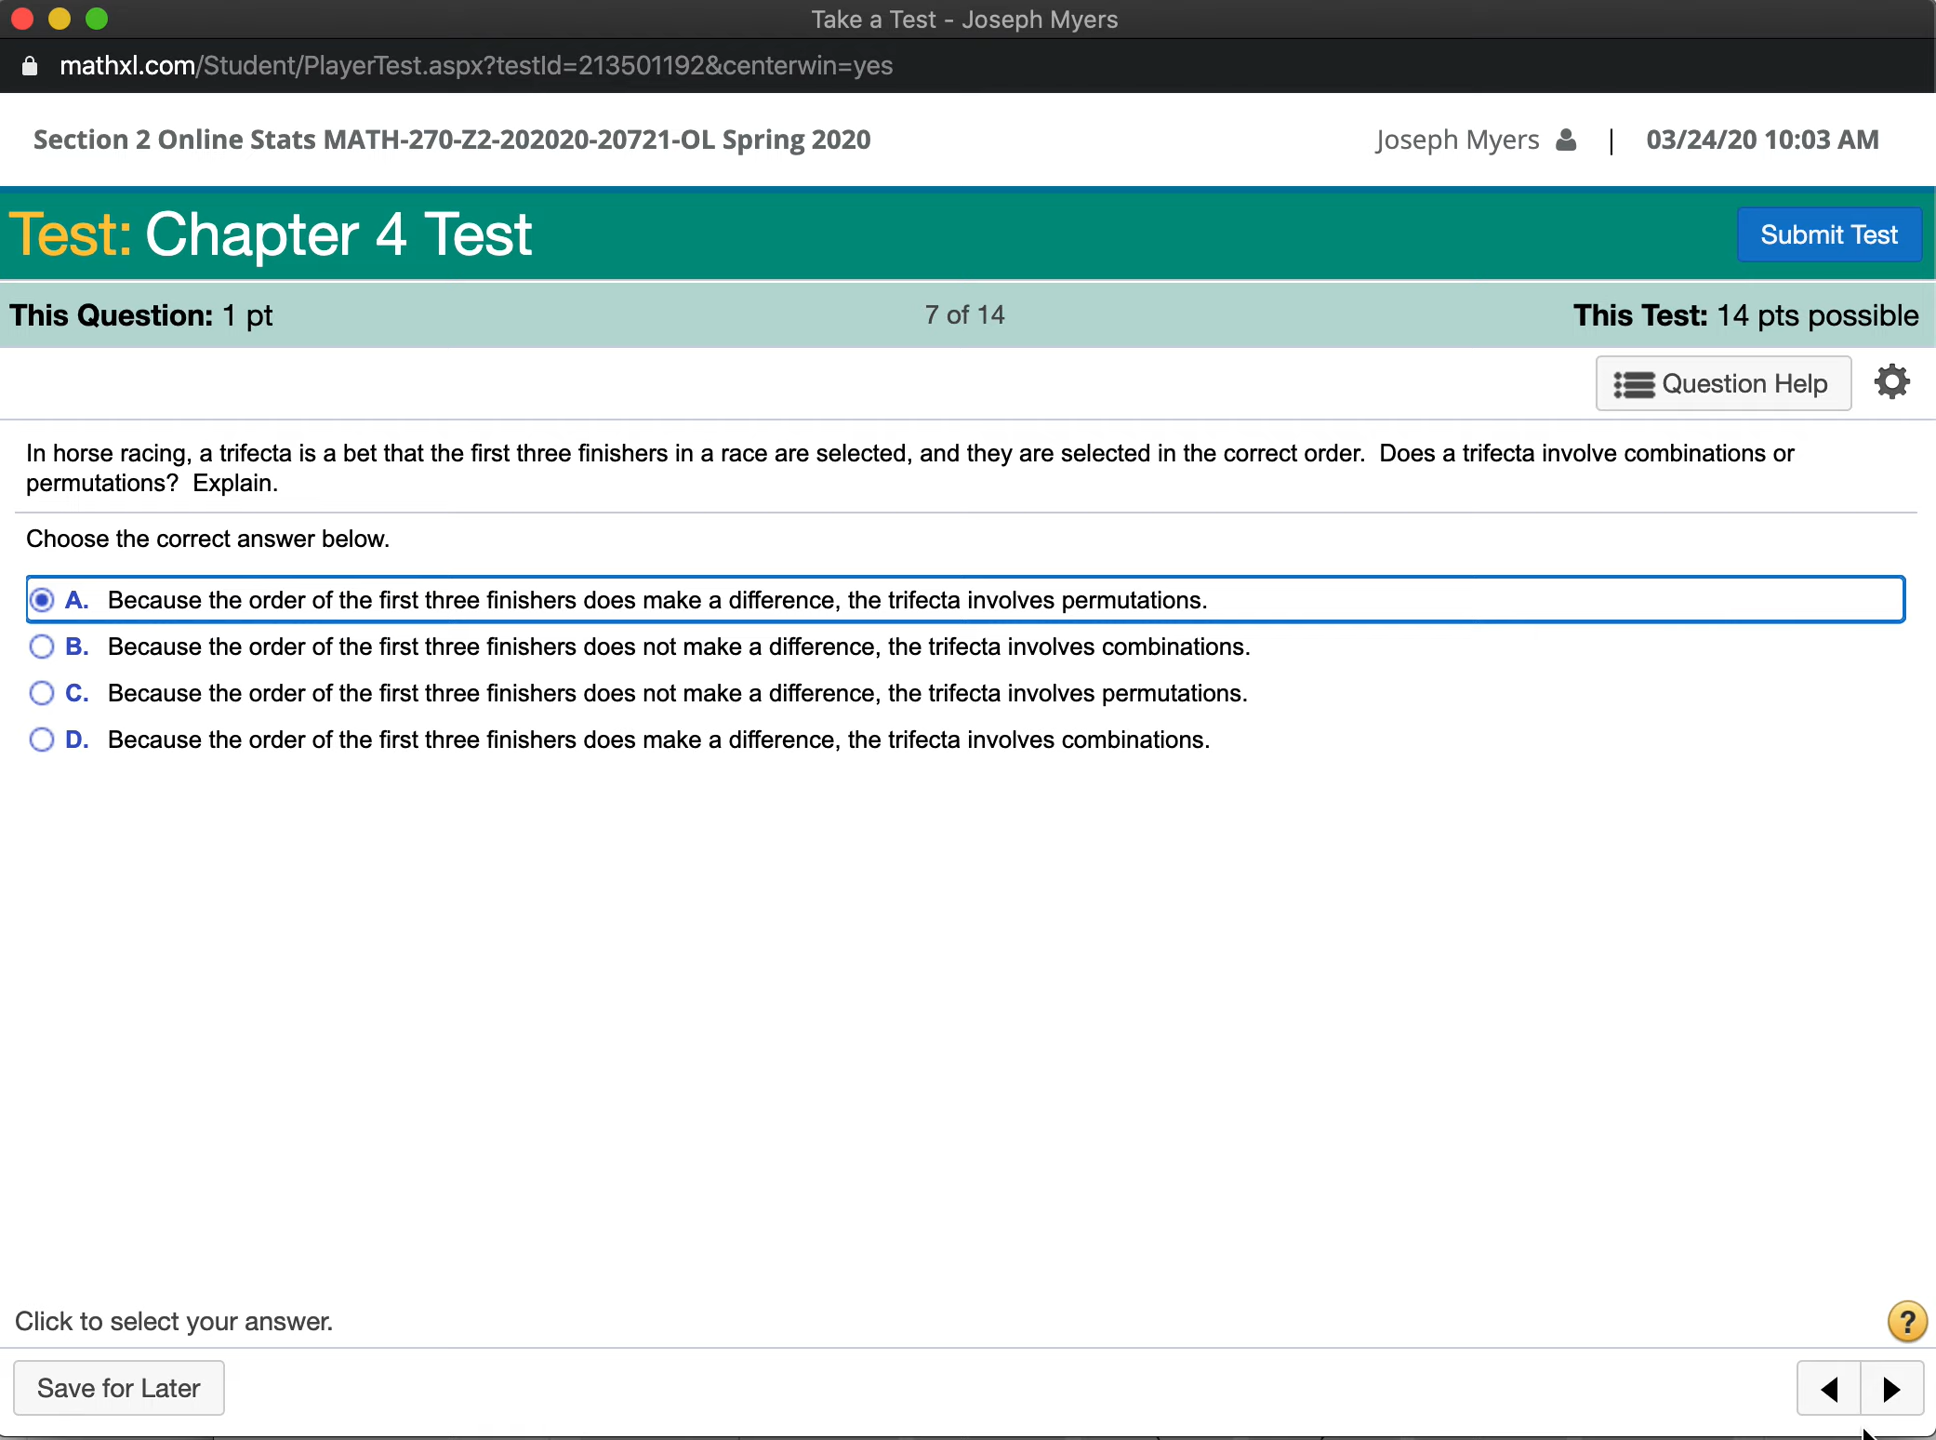 Take a Test - Joseph Myers
mathxl.com/Student/PlayerTest.aspx?testId=213501192&centerwin=yes
Section 2 Online Stats MATH-270-Z2-202020-20721-OL Spring 2020
Joseph Myers | 03/24/20 10:03 AM
Test: Chapter 4 Test
Submit Test
This Question: 1 pt
7 of 14
This Test: 14 pts possible
Question Help
In horse racing, a trifecta is a bet that the first three finishers in a race are selected, and they are selected in the correct order. Does a trifecta involve combinations or
permutations? Explain.
Choose the correct answer below.
A. Because the order of the first three finishers does make a difference, the trifecta involves permutations.
B. Because the order of the first three finishers does not make a difference, the trifecta involves combinations.
C. Because the order of the first three finishers does not make a difference, the trifecta involves permutations.
D. Because the order of the first three finishers does make a difference, the trifecta involves combinations.
Click to select your answer.
?
Save for Later